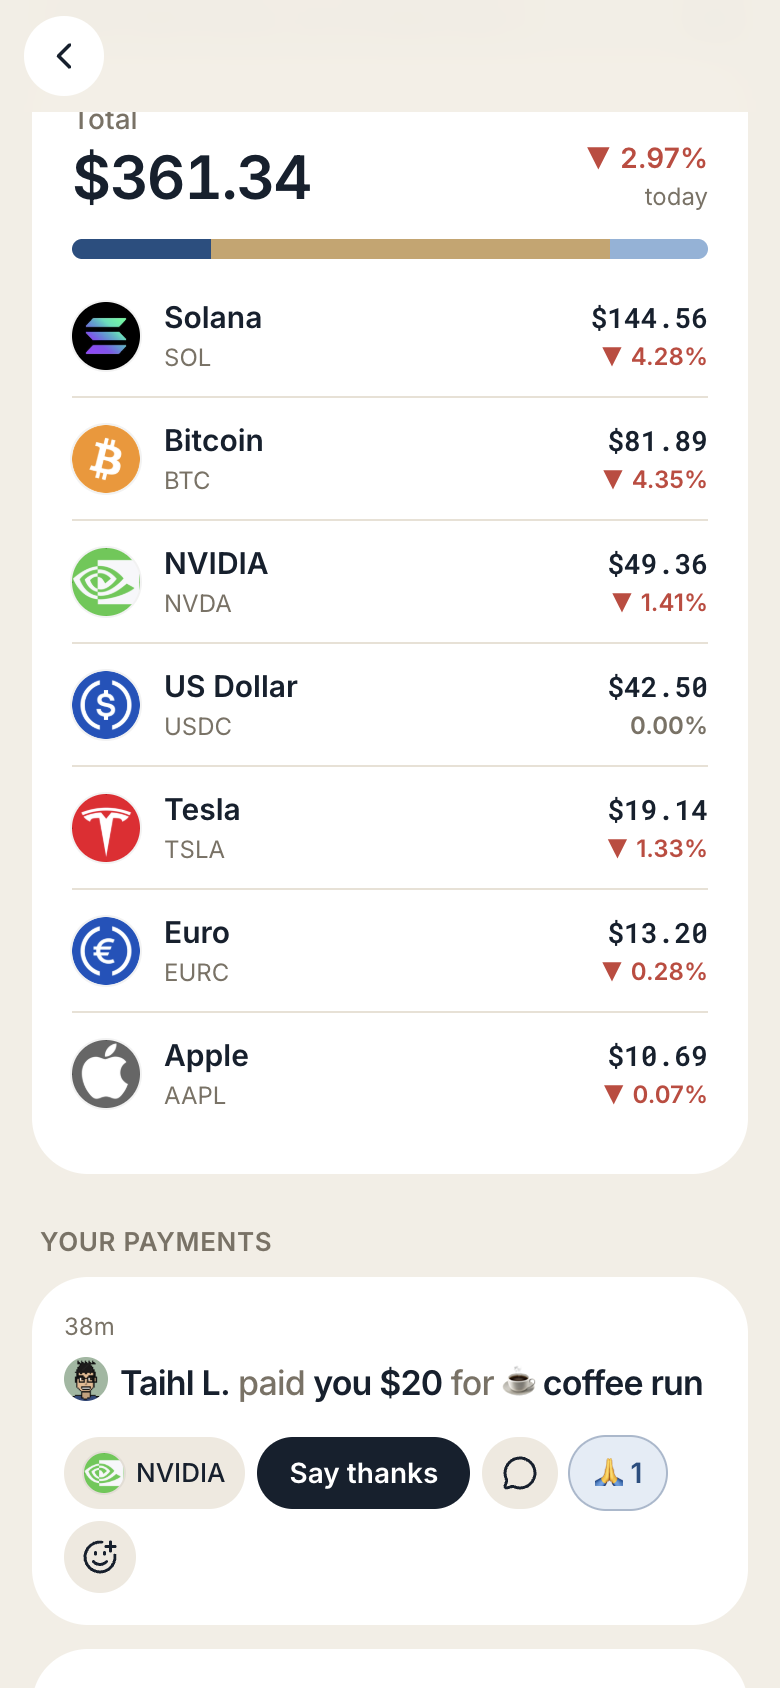 Total
$361.34
▼ 2.97%
today
Solana
$144.56
SOL
▼ 4.28%
Bitcoin
$81.89
BTC
▼ 4.35%
NVIDIA
$49.36
NVDA
▼ 1.41%
US Dollar
$42.50
USDC
0.00%
Tesla
$19.14
TSLA
▼ 1.33%
Euro
$13.20
EURC
▼ 0.28%
Apple
$10.69
AAPL
▼ 0.07%
YOUR PAYMENTS
38m
Taihl L. paid you $20 for ☕ coffee run
NVIDIA
Say thanks
🙏 1